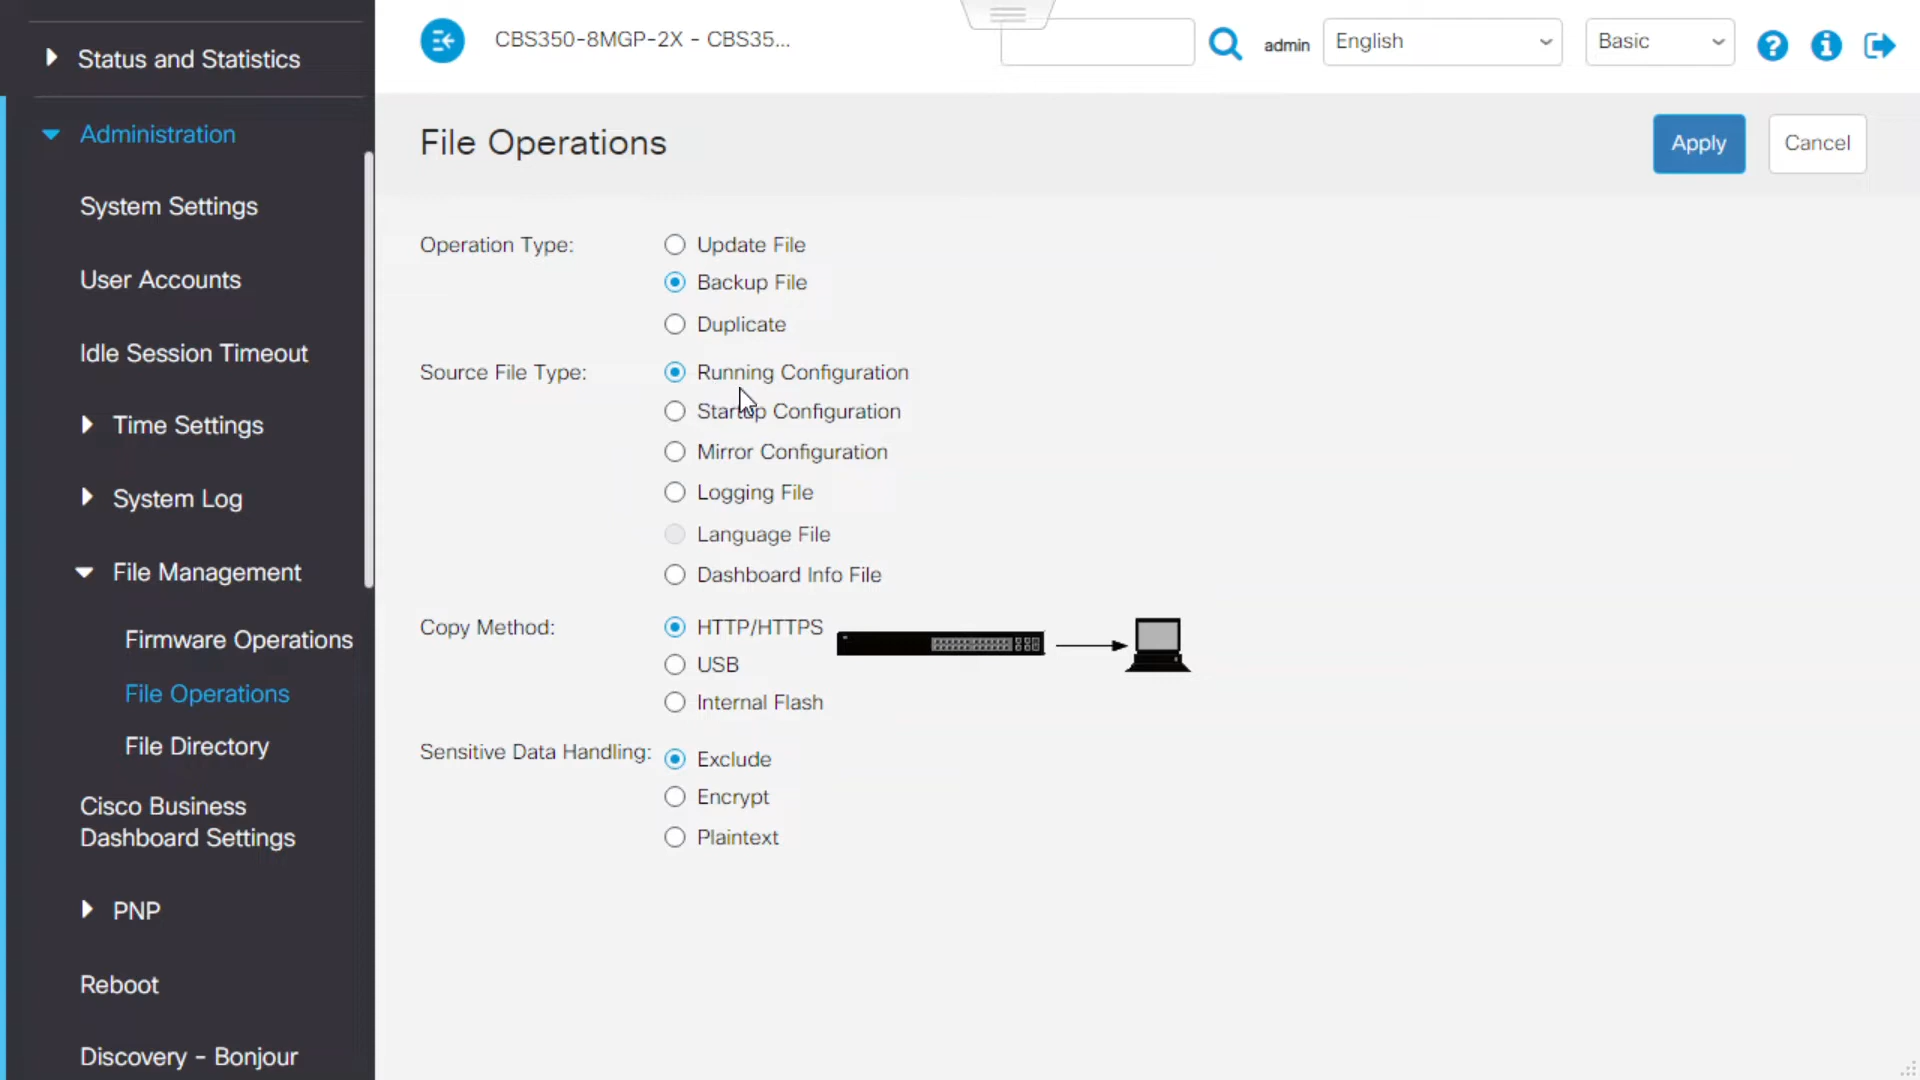 Status and Statistics
Administration
System Settings
User Accounts
Idle Session Timeout
Time Settings
System Log
File Management
Firmware Operations
File Operations
File Directory
Cisco Business
Dashboard Settings
PNP
Reboot
Discovery - Bonjour
CBS350-8MGP-2X - CBS35...
admin
English
Basic
File Operations
Apply
Cancel
Operation Type:
Update File
Backup File
Duplicate
Source File Type:
Running Configuration
Startup Configuration
Mirror Configuration
Logging File
Language File
Dashboard Info File
Copy Method:
HTTP/HTTPS
USB
Internal Flash
Sensitive Data Handling:
Exclude
Encrypt
Plaintext